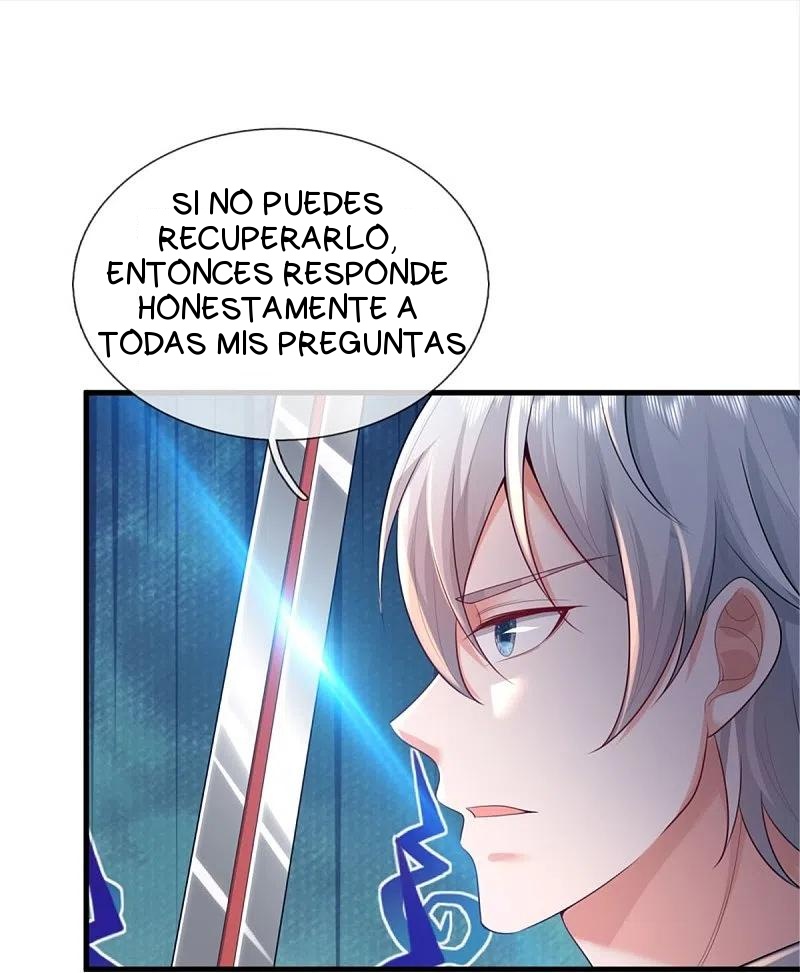 SI NO PUEDES
RECUPERARLO,
ENTONCES RESPONDE
HONESTAMENTE A
TODAS MIS PREGUNTAS